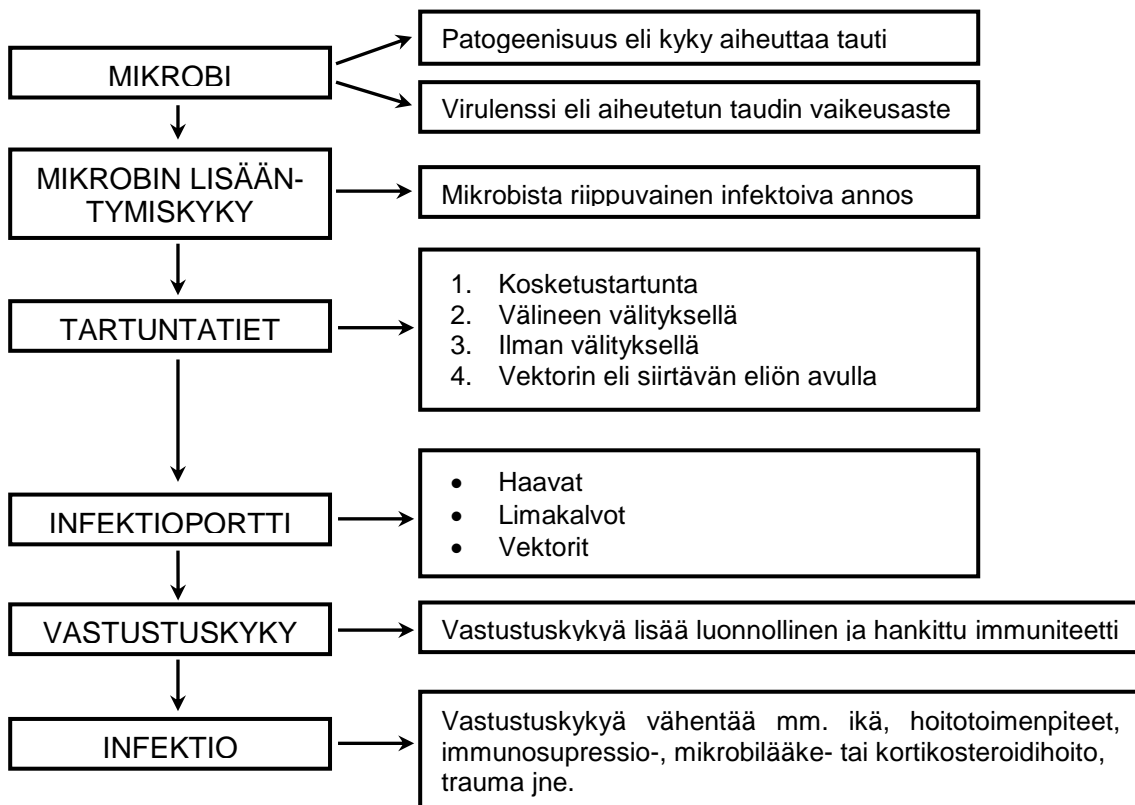 MIKROBI
Patogeenisuus eli kyky aiheuttaa tauti
Virulenssi eli aiheutetun taudin vaikeusaste
MIKROBIN LISÄÄN-
TYMISKYKY
Mikrobista riippuvainen infektoiva annos
TARTUNTATIET
1. Kosketustartunta
2. Välineen välityksellä
3. Ilman välityksellä
4. Vektorin eli siirtävän eliön avulla
INFEKTIOPORTTI
• Haavat
• Limakalvot
• Vektorit
VASTUSTUSKYKY
Vastustuskykyä lisää luonnollinen ja hankittu immuniteetti
INFEKTIO
Vastustuskykyä vähentää mm. ikä, hoitotoimenpiteet,
immunosupressio-, mikrobilääke- tai kortikosteroidihoito,
trauma jne.